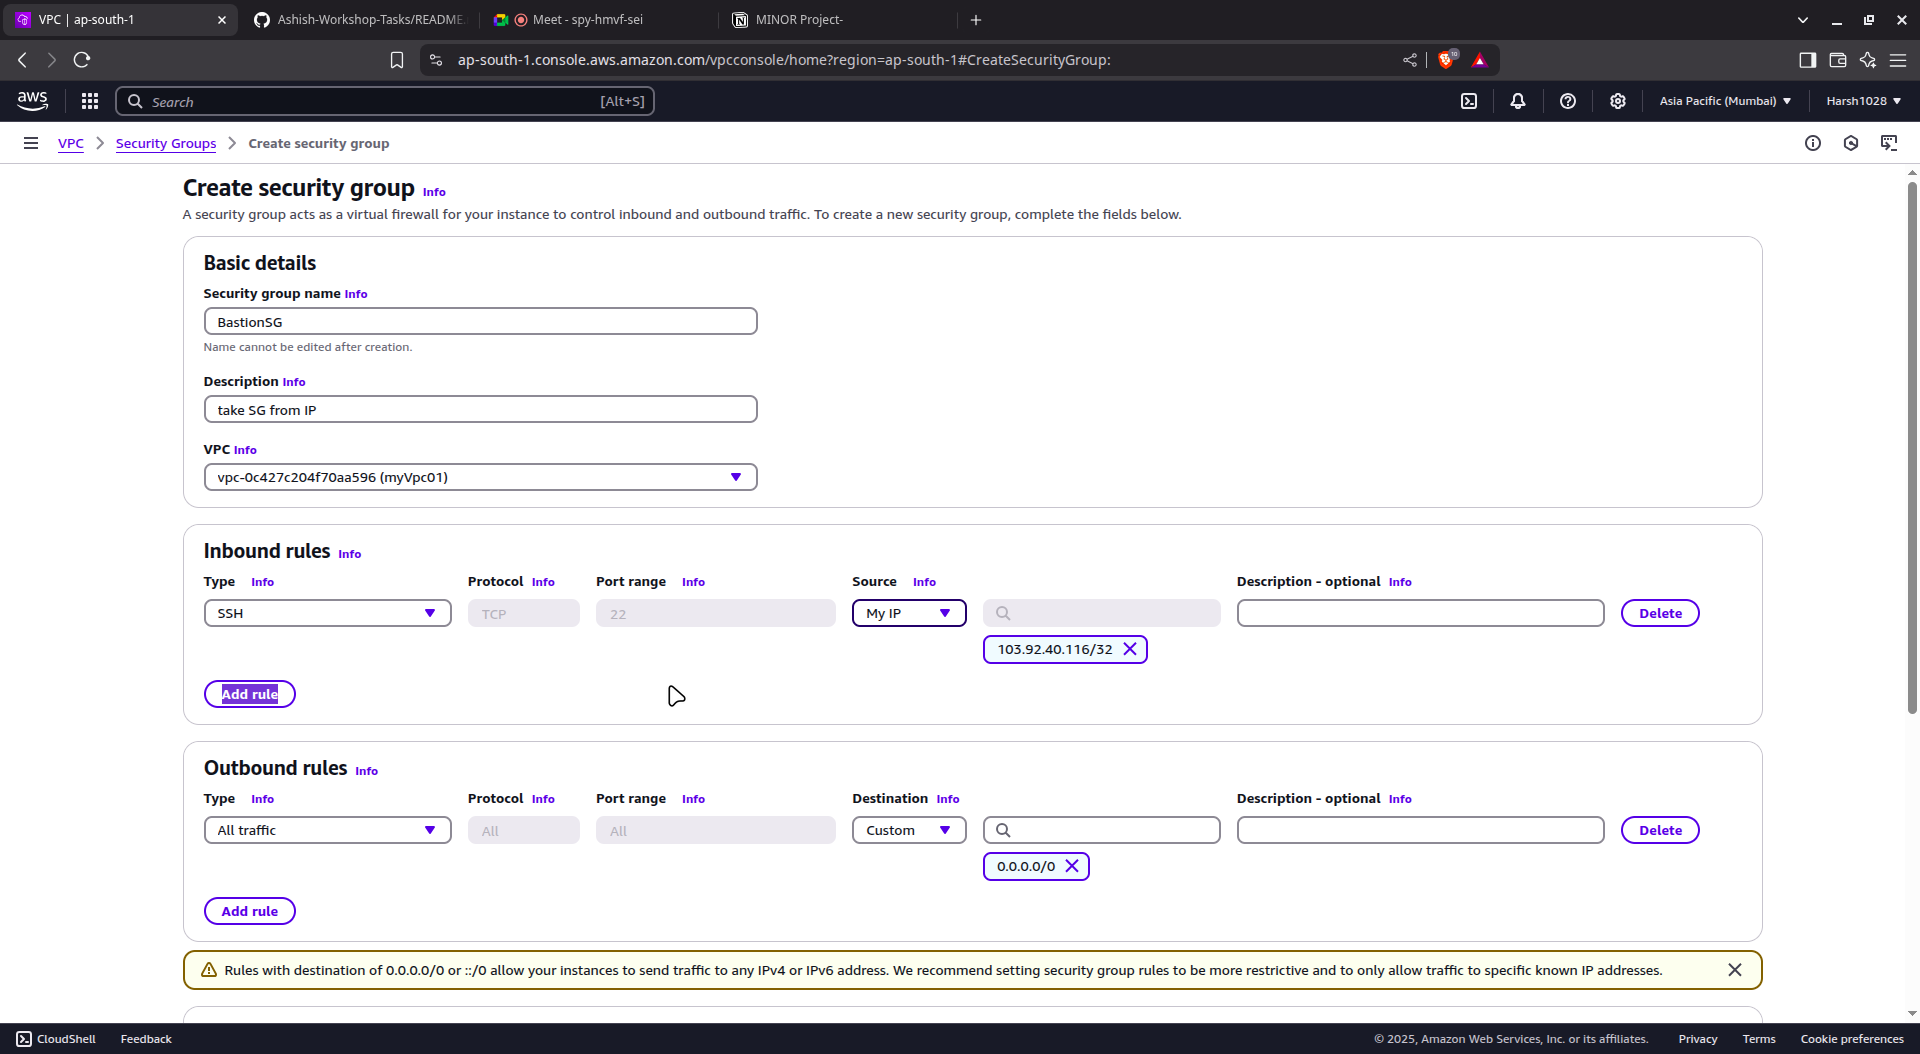 VPC | ap-south-1
Ashish-Workshop-Tasks/README.
Meet - spy-hmvf-sei
MINOR Project-
ap-south-1.console.aws.amazon.com/vpcconsole/home?region=ap-south-1#CreateSecurityGroup:
aws
Search [Alt+S]
Asia Pacific (Mumbai)
Harsh1028
VPC > Security Groups > Create security group
Create security group Info
A security group acts as a virtual firewall for your instance to control inbound and outbound traffic. To create a new security group, complete the fields below.
Basic details
Security group name Info
BastionSG
Name cannot be edited after creation.
Description Info
take SG from IP
VPC Info
vpc-0c427c204f70aa596 (myVpc01)
Inbound rules Info
Type Info Protocol Info Port range Info Source Info Description - optional Info
SSH TCP 22 My IP Delete
103.92.40.116/32
Add rule
Outbound rules Info
Type Info Protocol Info Port range Info Destination Info Description - optional Info
All traffic All All Custom Delete
0.0.0.0/0
Add rule
Rules with destination of 0.0.0.0/0 or ::/0 allow your instances to send traffic to any IPv4 or IPv6 address. We recommend setting security group rules to be more restrictive and to only allow traffic to specific known IP addresses.
CloudShell Feedback © 2025, Amazon Web Services, Inc. or its affiliates. Privacy Terms Cookie preferences